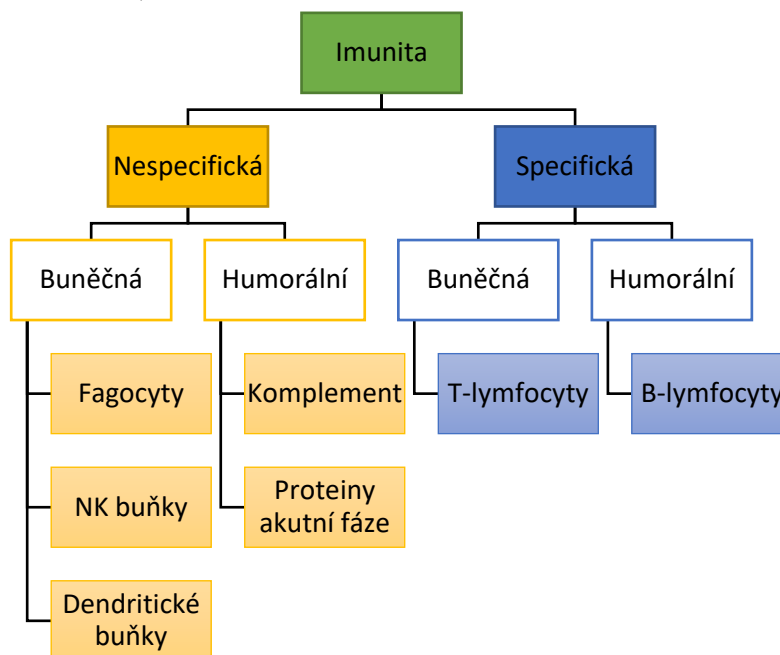 Imunita
Nespecifická
Specifická
Buněčná
Humorální
Buněčná
Humorální
Fagocyty
Komplement
T-lymfocyty
B-lymfocyty
NK buňky
Proteiny
akutní fáze
Dendritické
buňky